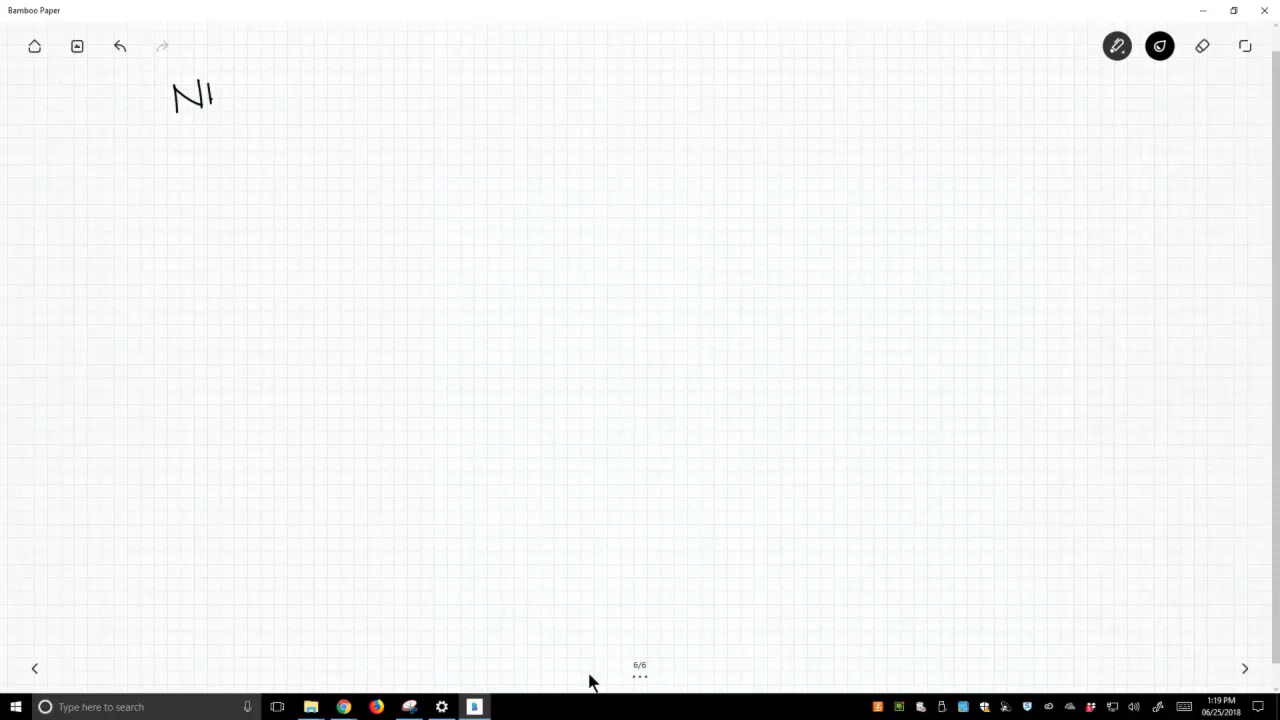 Bamboo Paper
NI
6/6
Type here to search
1:19 PM
06/25/2018